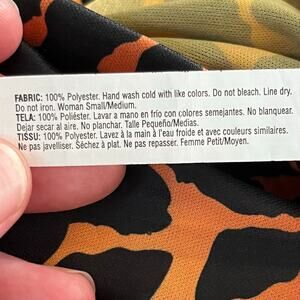 FABRIC: 100% Polyester. Hand wash cold with like colors. Do not bleach. Line dry.
Do not iron. Woman Small/Medium.
TELA: 100% Poliéster. Lavar a mano en frío con colores semejantes. No blanquear.
Dejar secar al aire. No planchar. Talle Pequeño/Medias.
TISSU: 100% Polyester. Lavez à la main à l'eau froide et avec couleurs similaires.
Ne pas javelliser. Séchez à plat. Ne pas repasser. Femme Petit/Moyen.